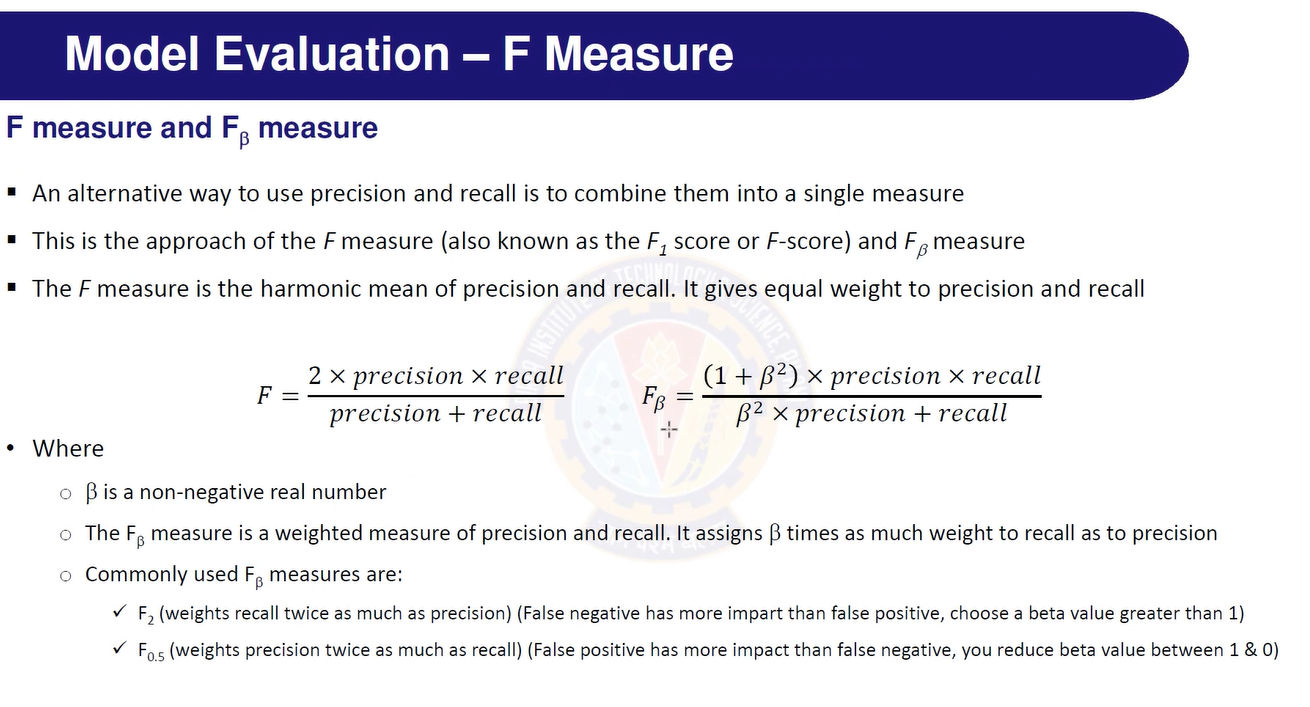 Model Evaluation – F Measure
F measure and Fβ measure
▪ An alternative way to use precision and recall is to combine them into a single measure
▪ This is the approach of the F measure (also known as the F1 score or F-score) and Fβ measure
▪ The F measure is the harmonic mean of precision and recall. It gives equal weight to precision and recall
F = (2 × precision × recall) / (precision + recall)
Fβ = ((1 + β²) × precision × recall) / (β² × precision + recall)
• Where
○ β is a non-negative real number
○ The Fβ measure is a weighted measure of precision and recall. It assigns β times as much weight to recall as to precision
○ Commonly used Fβ measures are:
✓ F2 (weights recall twice as much as precision) (False negative has more impart than false positive, choose a beta value greater than 1)
✓ F0.5 (weights precision twice as much as recall) (False positive has more impact than false negative, you reduce beta value between 1 & 0)